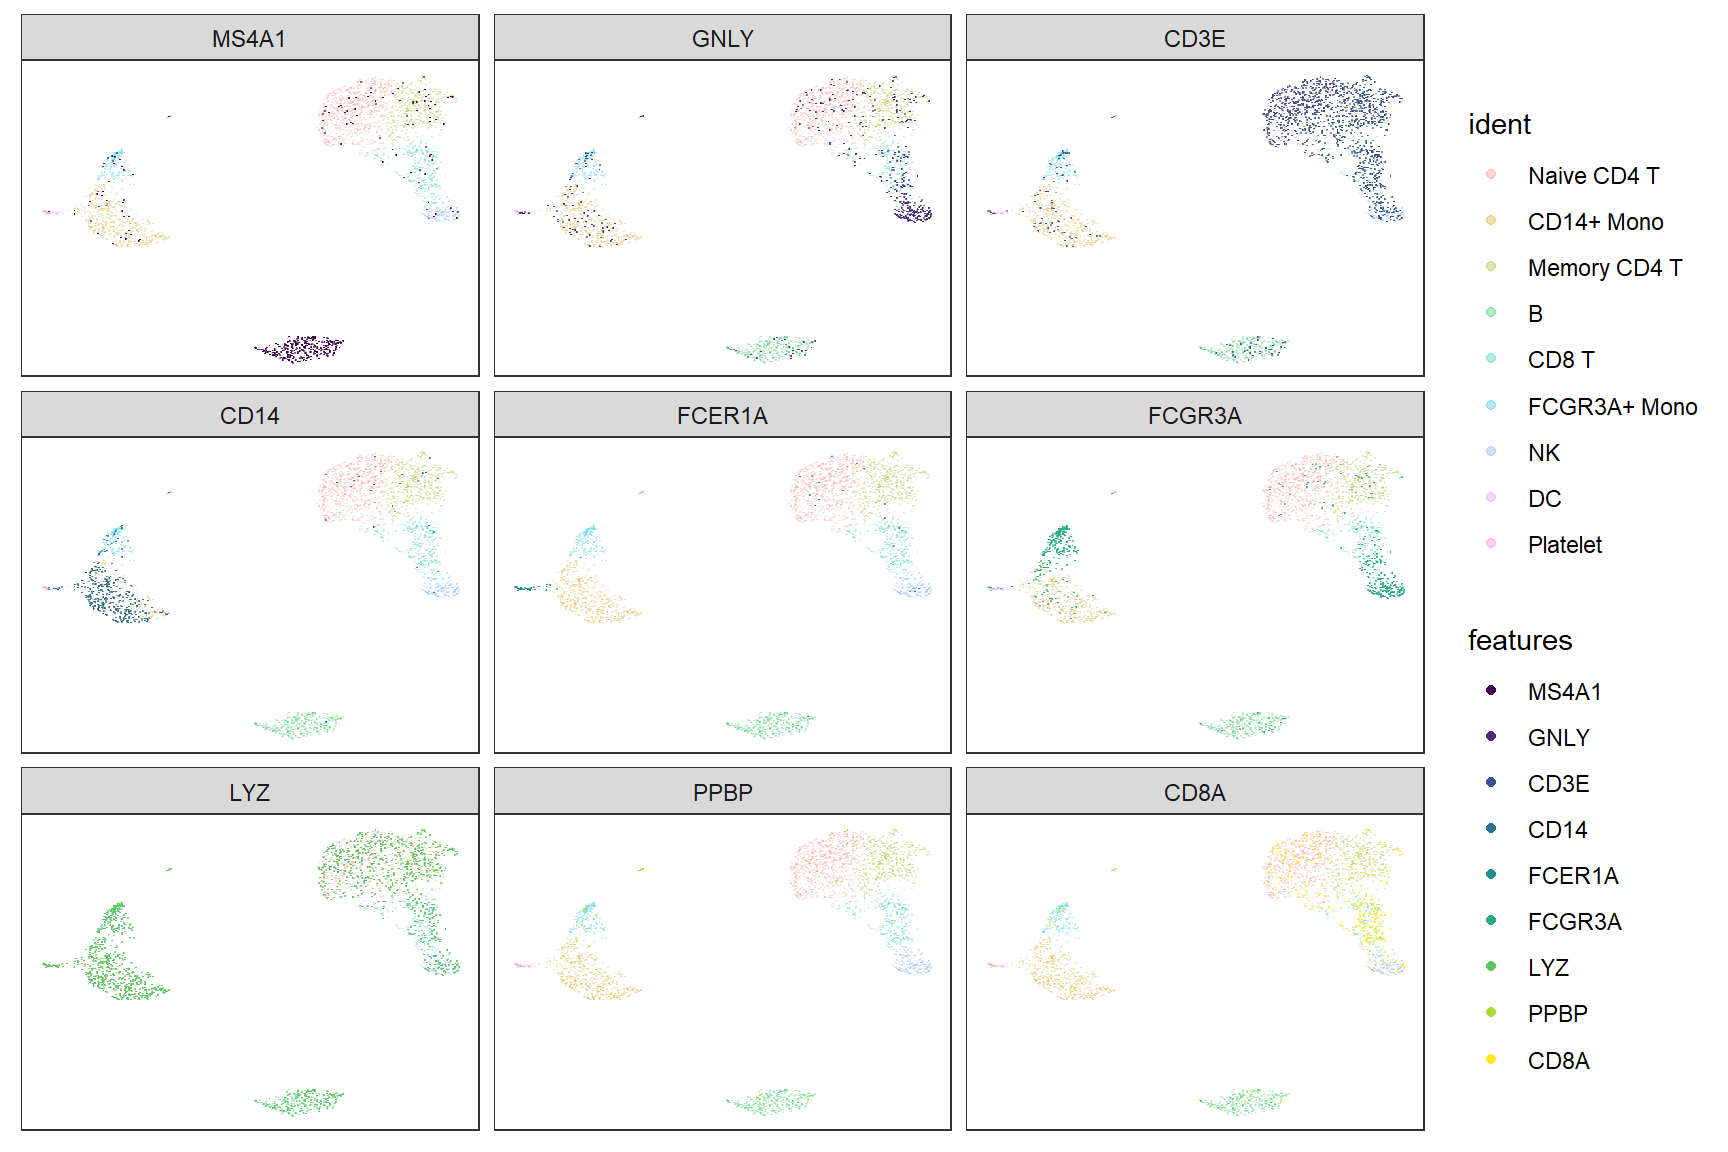 MS4A1
GNLY
CD3E
CD14
FCER1A
FCGR3A
LYZ
PPBP
CD8A
ident
Naive CD4 T
CD14+ Mono
Memory CD4 T
B
CD8 T
FCGR3A+ Mono
NK
DC
Platelet
features
MS4A1
GNLY
CD3E
CD14
FCER1A
FCGR3A
LYZ
PPBP
CD8A